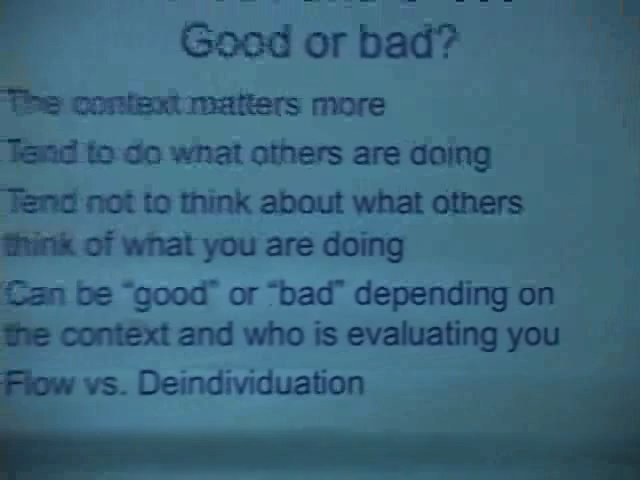 Good or bad?
The context matters more
Tend to do what others are doing
Tend not to think about what others
think of what you are doing
Can be “good” or “bad” depending on
the context and who is evaluating you
Flow vs. Deindividuation